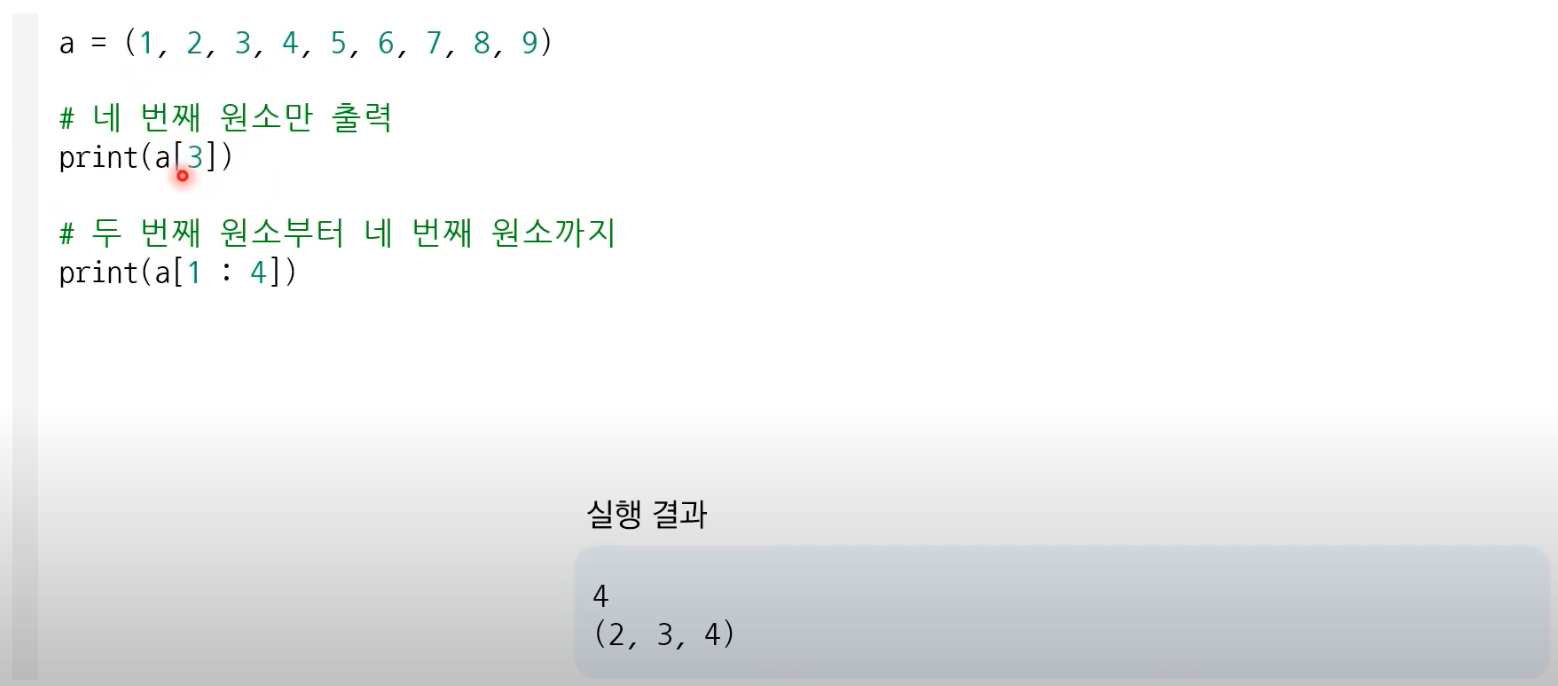 a = (1, 2, 3, 4, 5, 6, 7, 8, 9)
# 네 번째 원소만 출력
print(a[3])
# 두 번째 원소부터 네 번째 원소까지
print(a[1 : 4])
실행 결과
4
(2, 3, 4)